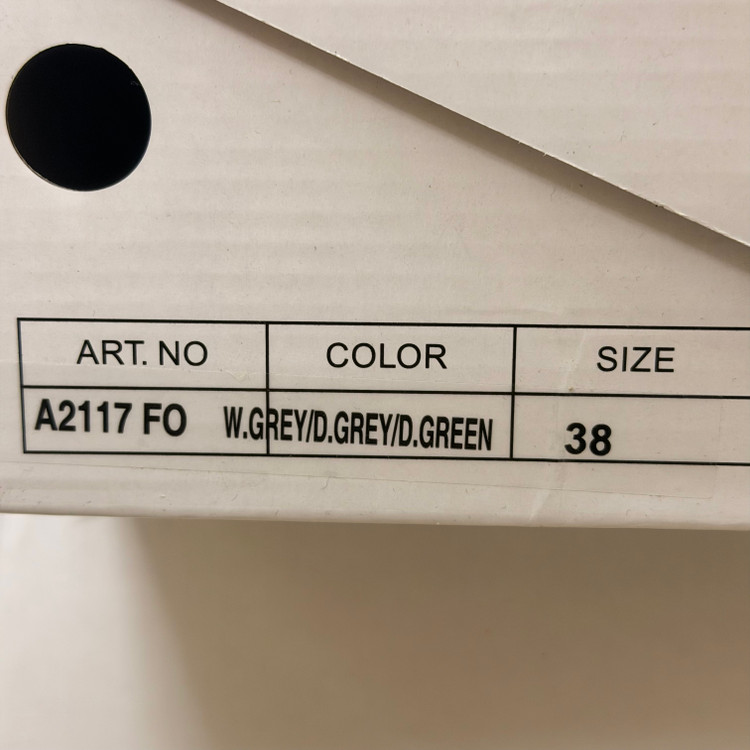 ART. NO COLOR SIZE
A2117 FO W.GREY/D.GREY/D.GREEN 38